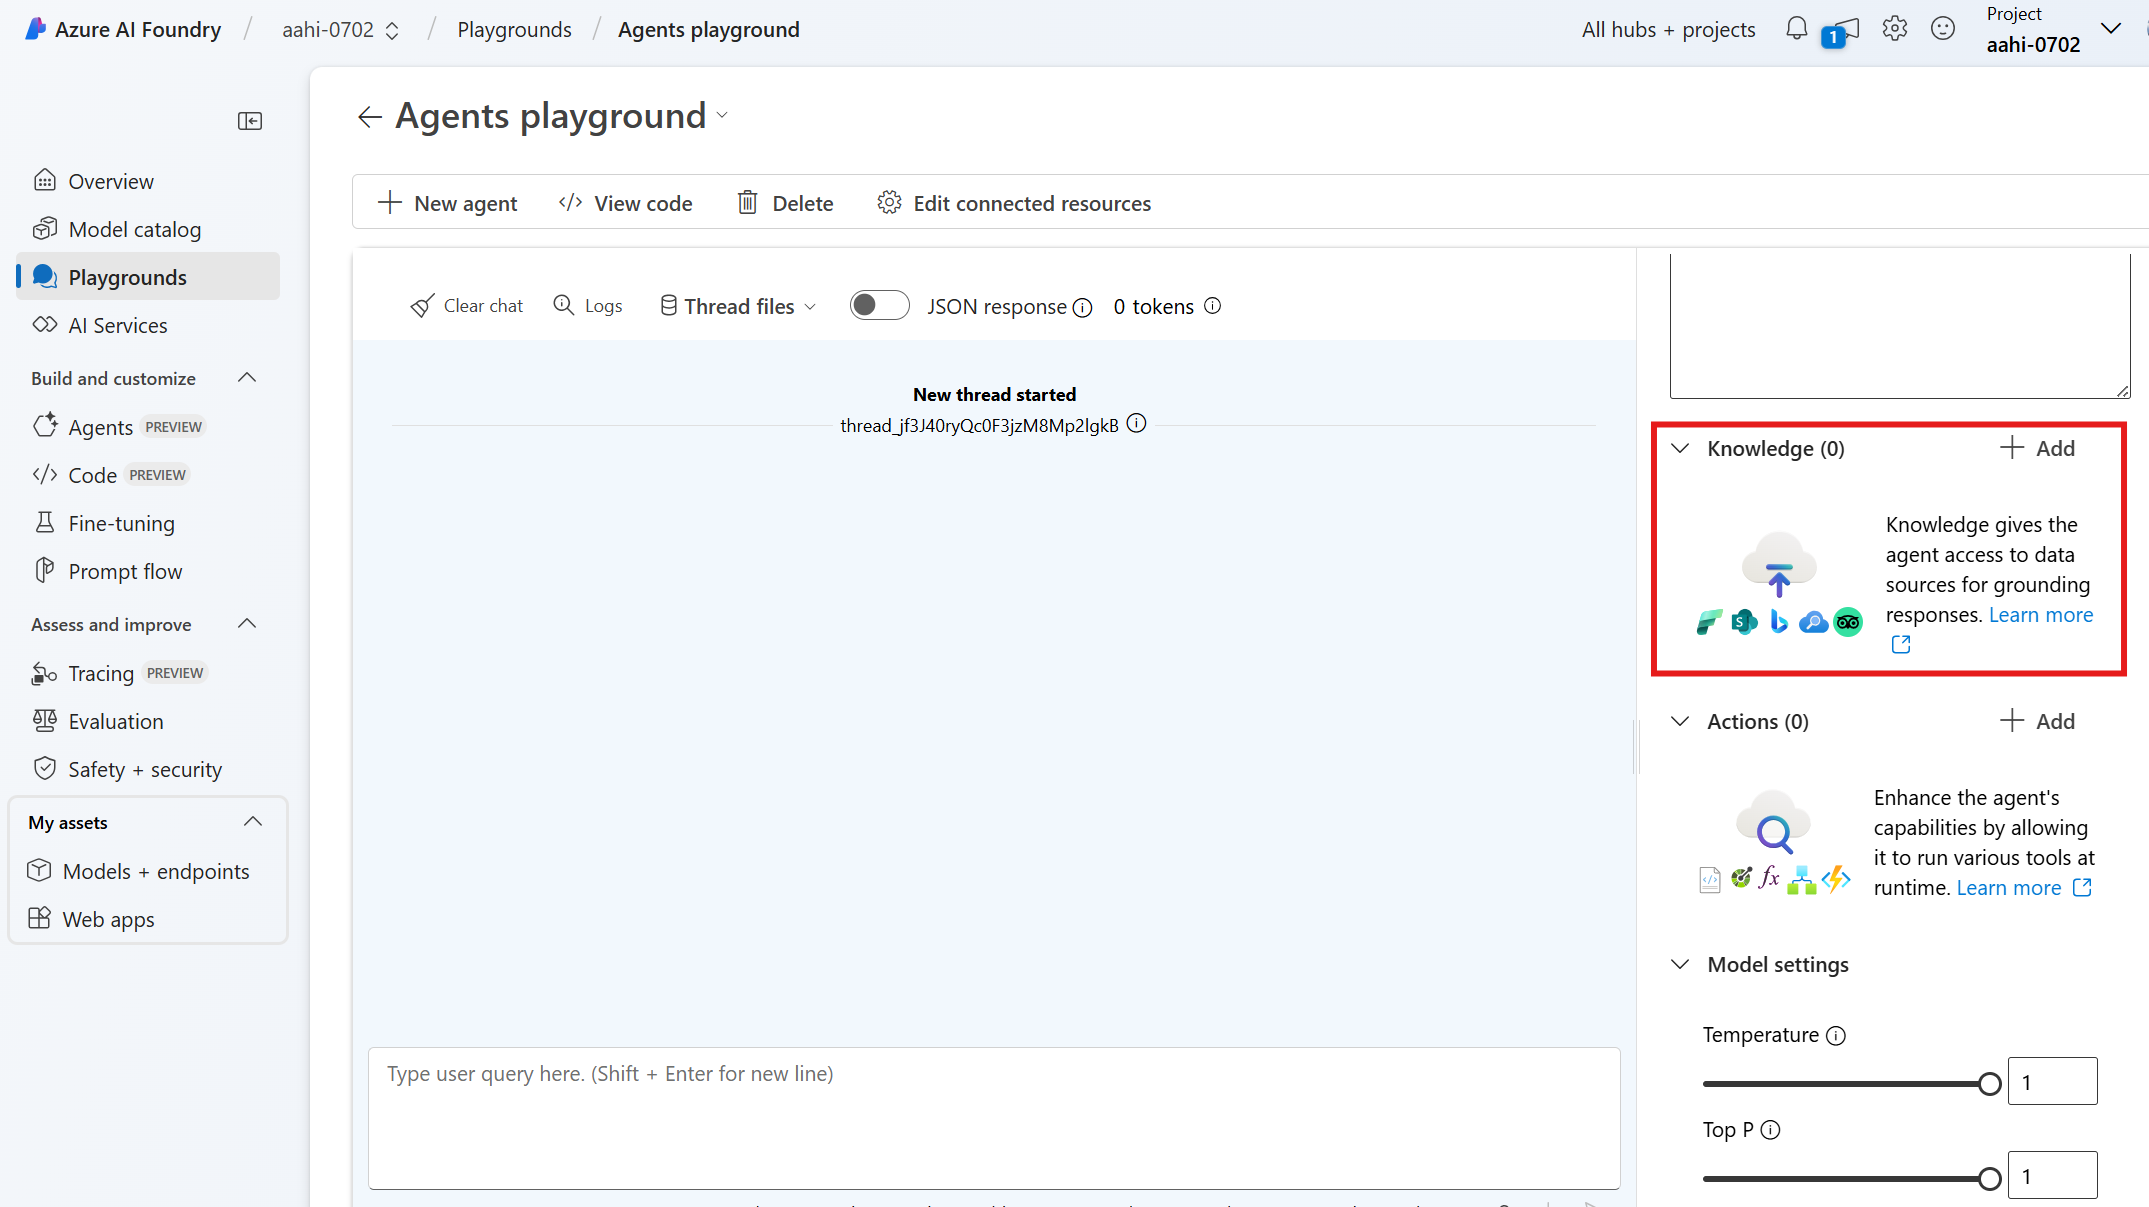 Azure AI Foundry / aahi-0702 / Playgrounds / Agents playground
All hubs + projects
1
Project
aahi-0702
Overview
Model catalog
Playgrounds
AI Services
Build and customize
Agents PREVIEW
Code PREVIEW
Fine-tuning
Prompt flow
Assess and improve
Tracing PREVIEW
Evaluation
Safety + security
My assets
Models + endpoints
Web apps
Agents playground
New agent
View code
Delete
Edit connected resources
Clear chat
Logs
Thread files
JSON response
0 tokens
New thread started
thread_jf3J40ryQc0F3jzM8Mp2lgkB
Type user query here. (Shift + Enter for new line)
Knowledge (0)
Add
Knowledge gives the
agent access to data
sources for grounding
responses. Learn more
Actions (0)
Add
Enhance the agent's
capabilities by allowing
it to run various tools at
runtime. Learn more
Model settings
Temperature
1
Top P
1